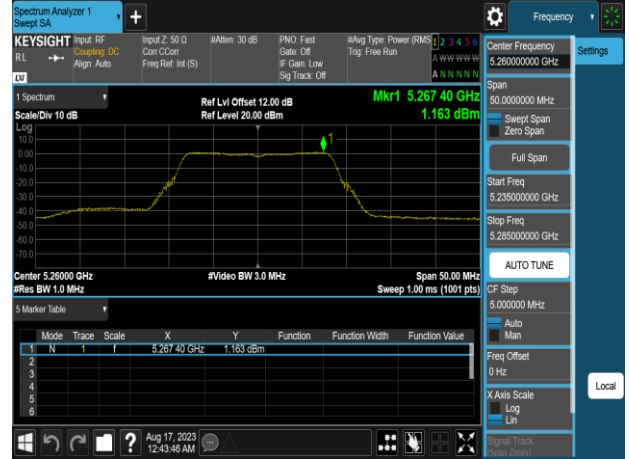 Spectrum Analyzer 1
Swept SA
Frequency
KEYSIGHT
RL
Input: RF
Coupling: DC
Align: Auto
Input Z: 50 Ω
Corr CCorr
Freq Ref: Int (S)
#Atten: 30 dB
PNO: Fast
Gate: Off
IF Gain: Low
Sig Track: Off
#Avg Type: Power (RMS
Trig: Free Run
1 2 3 4 5 6
A W W W W W
A N N N N N
LXI
1 Spectrum
Scale/Div 10 dB
Ref Lvl Offset 12.00 dB
Ref Level 20.00 dBm
Mkr1 5.267 40 GHz
1.163 dBm
Log
10.0
0.00
-10.0
-20.0
-30.0
-40.0
-50.0
-60.0
-70.0
1
Center 5.26000 GHz
#Res BW 1.0 MHz
#Video BW 3.0 MHz
Span 50.00 MHz
Sweep 1.00 ms (1001 pts)
5 Marker Table
Mode Trace Scale X Y Function Function Width Function Value
1 N 1 f 5.267 40 GHz 1.163 dBm
2
3
4
5
6
Aug 17, 2023
12:43:46 AM
Center Frequency
5.260000000 GHz
Span
50.0000000 MHz
Swept Span
Zero Span
Full Span
Start Freq
5.235000000 GHz
Stop Freq
5.285000000 GHz
AUTO TUNE
CF Step
5.000000 MHz
Auto
Man
Freq Offset
0 Hz
X Axis Scale
Log
Lin
Signal Track
(Span Zoom)
Settings
Local